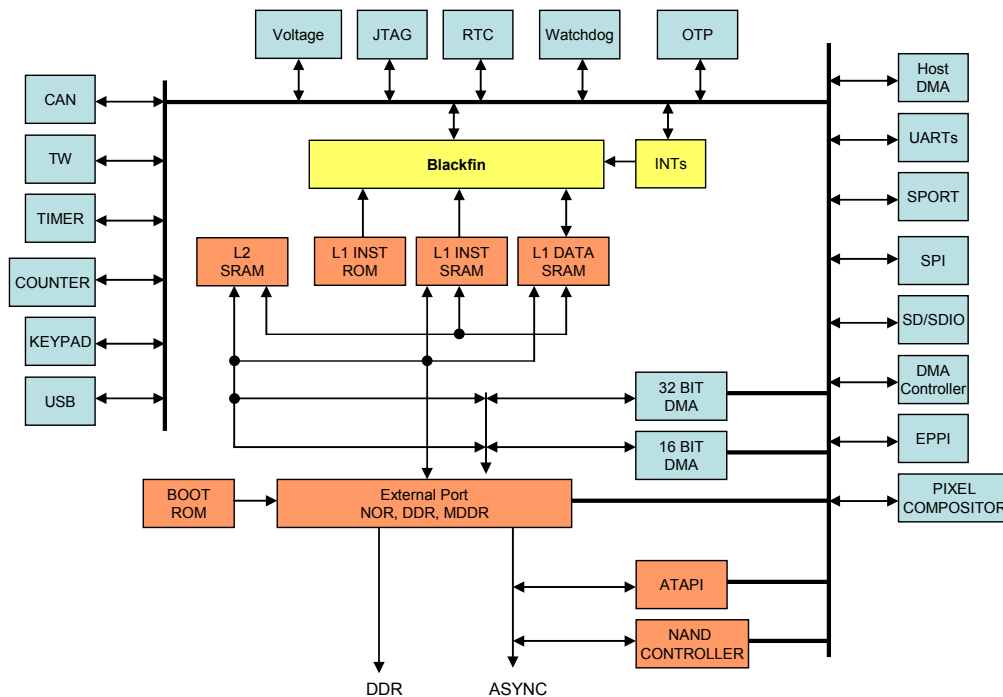 Voltage
JTAG
RTC
Watchdog
OTP
Host
DMA
CAN
UARTs
TW
Blackfin
INTs
SPORT
TIMER
L2
SRAM
L1 INST
ROM
L1 INST
SRAM
L1 DATA
SRAM
SPI
COUNTER
SD/SDIO
KEYPAD
DMA
Controller
USB
32 BIT
DMA
EPPI
16 BIT
DMA
PIXEL
COMPOSITOR
BOOT
ROM
External Port
NOR, DDR, MDDR
ATAPI
NAND
CONTROLLER
DDR
ASYNC